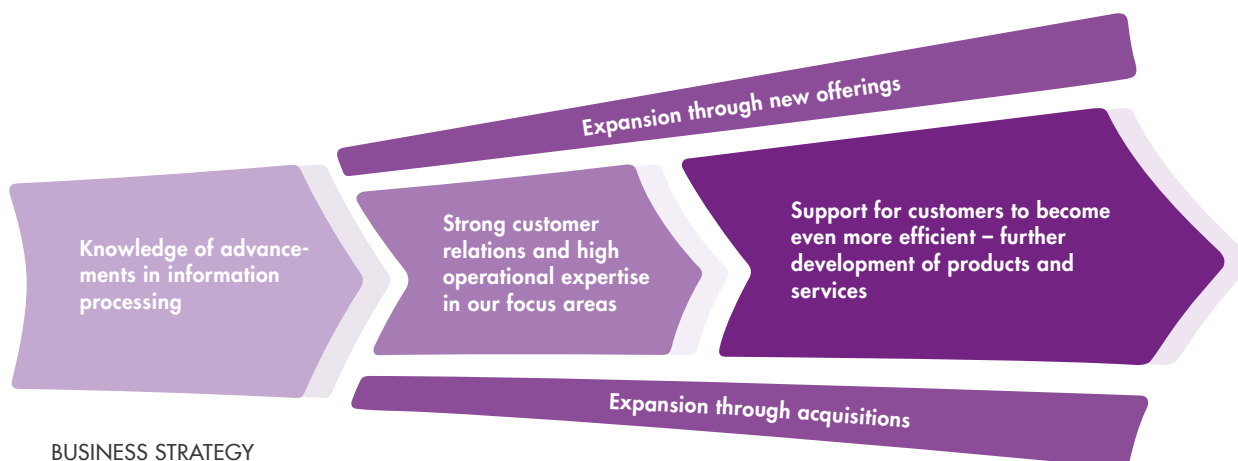 Expansion through new offerings
Knowledge of advance-
ments in information
processing
Strong customer
relations and high
operational expertise
in our focus areas
Support for customers to become
even more efficient – further
development of products and
services
Expansion through acquisitions
BUSINESS STRATEGY